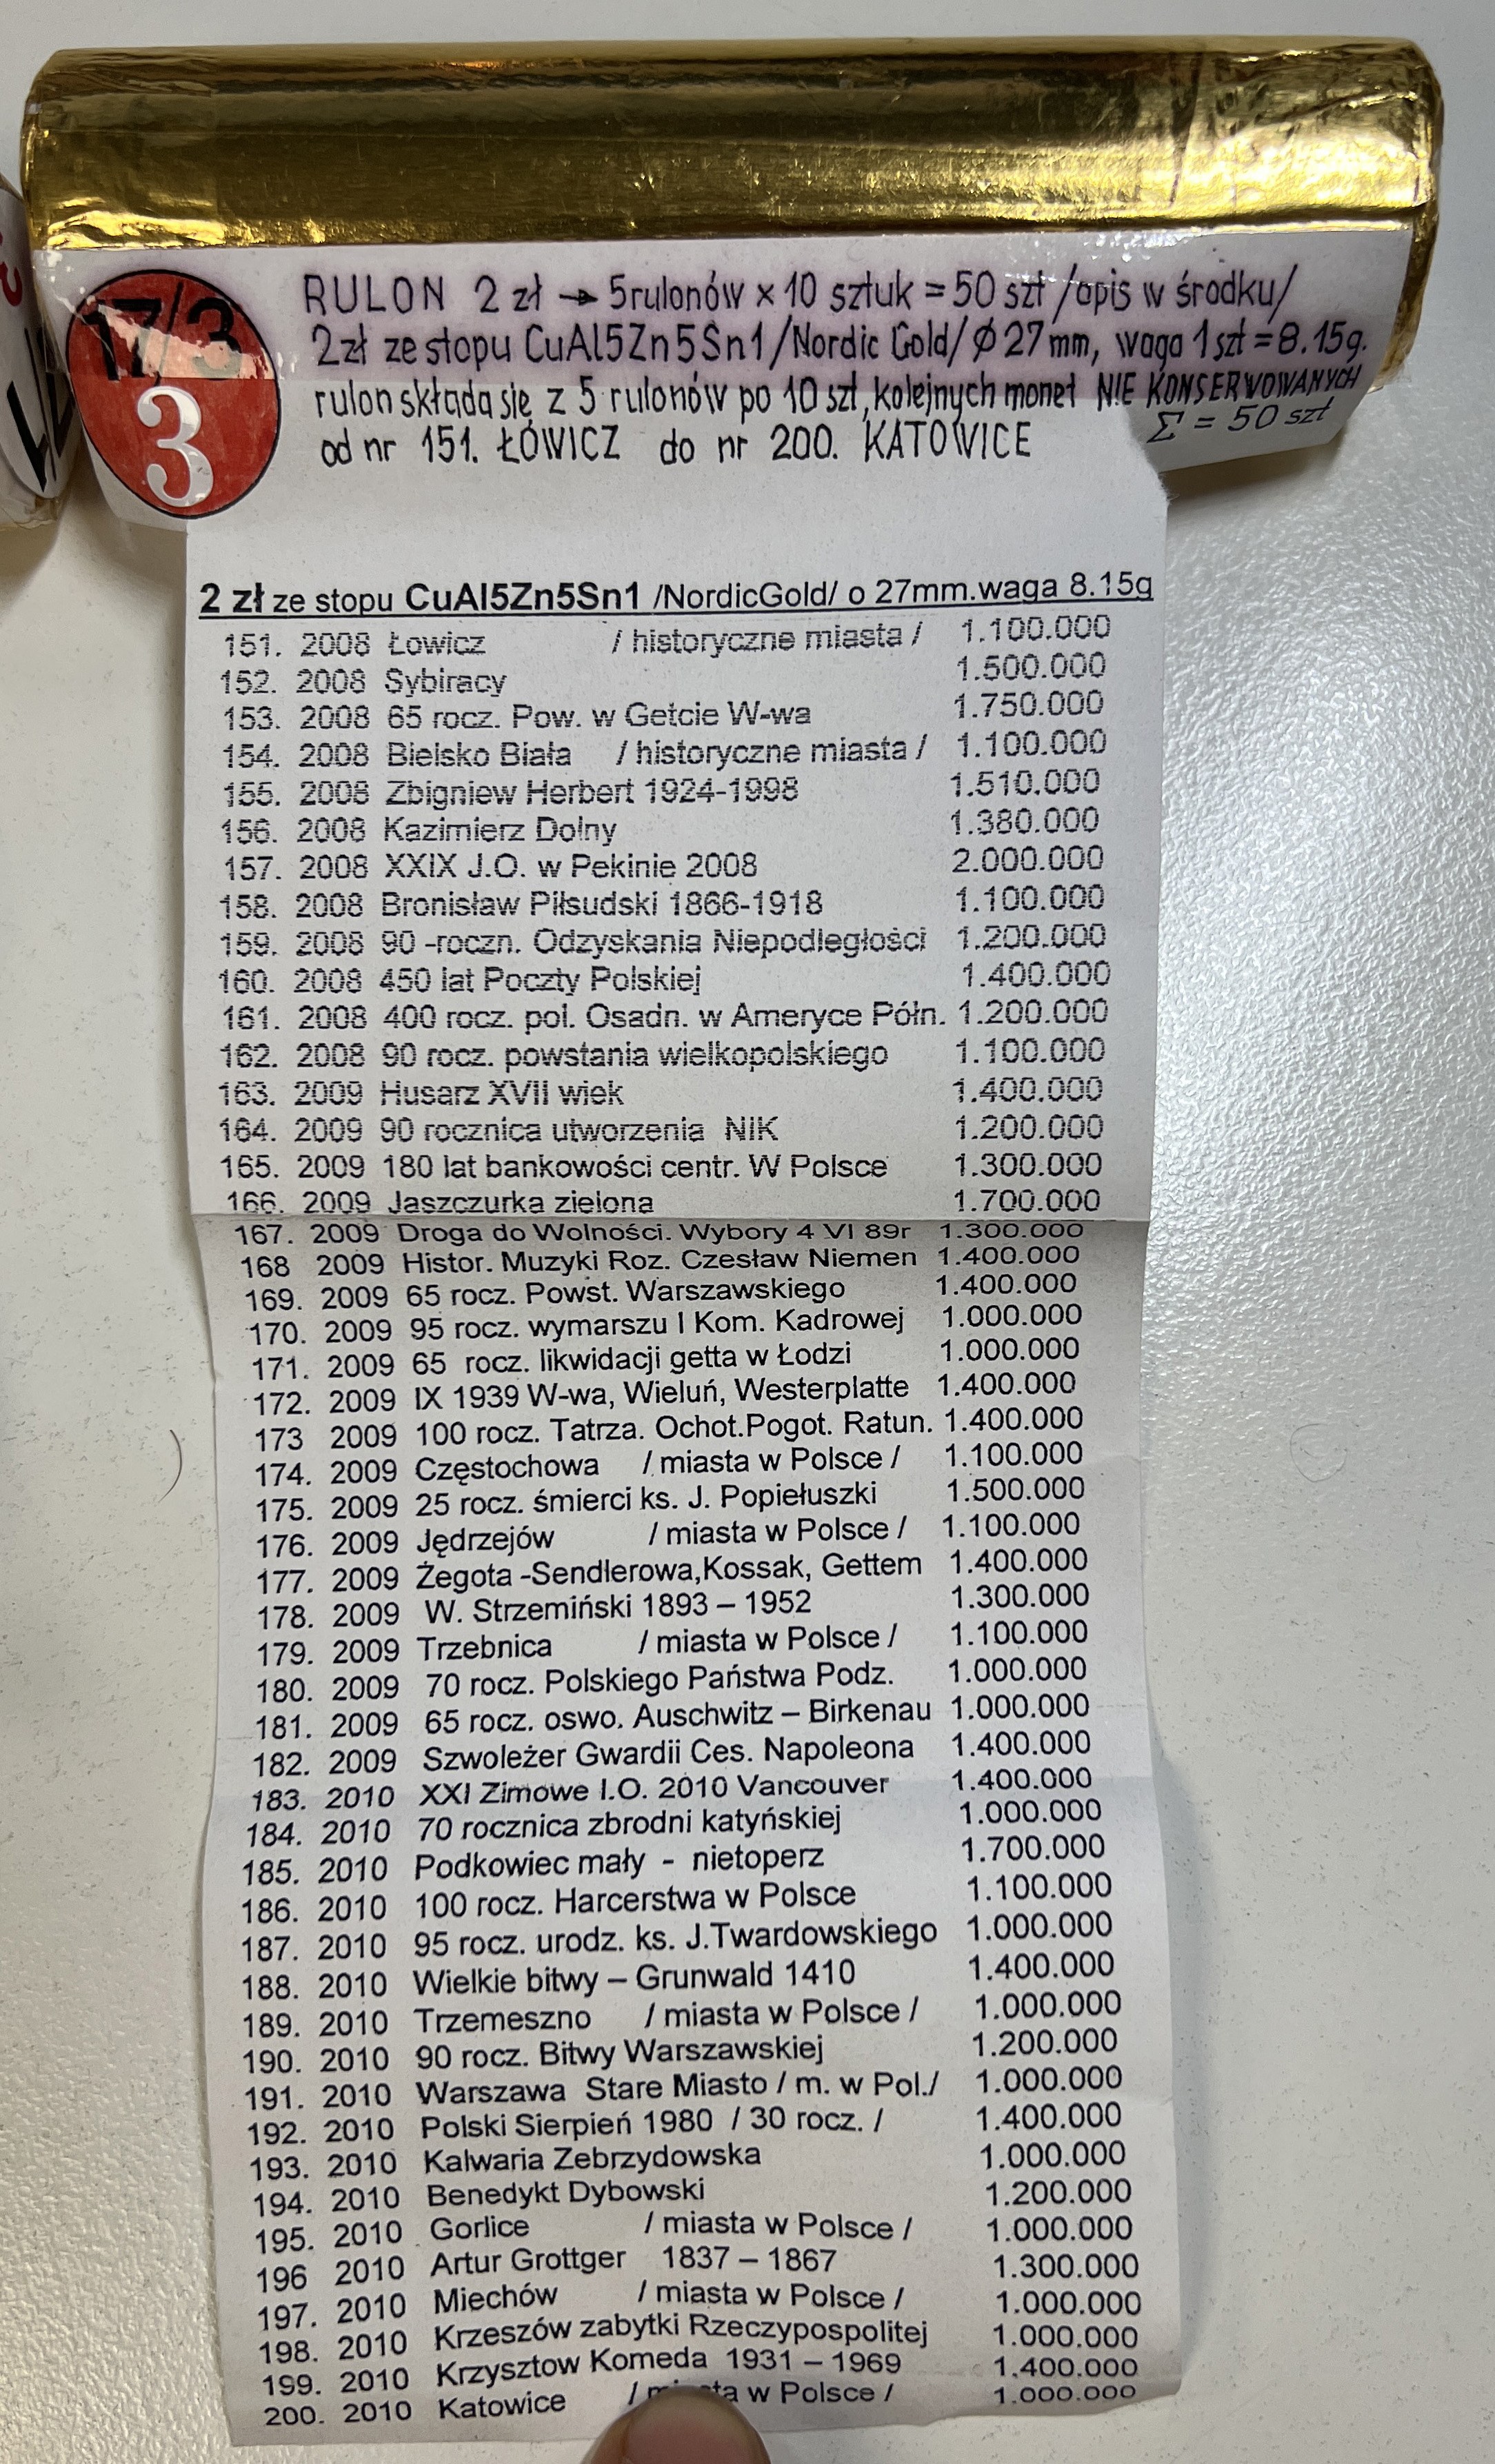 17/3
3
RULON 2 zł → 5rulonów x 10 sztuk = 50 szt /opis w środku/
2zł ze stopu CuAl5Zn5Sn1/Nordic Gold/ Ø 27mm, waga 1szt=8.15g.
rulon składa się z 5 rulonów po 10 szt, kolejnych monet NIE KONSERWOWANYCH
od nr 151. ŁOWICZ do nr 200. KATOWICE Σ = 50 szt
2 zł ze stopu CuAl5Zn5Sn1 /NordicGold/ o 27mm.waga 8.15g
151. 2008 Łowicz / historyczne miasta / 1.100.000
152. 2008 Sybiracy 1.500.000
153. 2008 65 rocz. Pow. w Getcie W-wa 1.750.000
154. 2008 Bielsko Biała / historyczne miasta / 1.100.000
155. 2008 Zbigniew Herbert 1924-1998 1.510.000
156. 2008 Kazimierz Dolny 1.380.000
157. 2008 XXIX J.O. w Pekinie 2008 2.000.000
158. 2008 Bronisław Piłsudski 1866-1918 1.100.000
159. 2008 90 -roczn. Odzyskania Niepodległości 1.200.000
160. 2008 450 lat Poczty Polskiej 1.400.000
161. 2008 400 rocz. pol. Osadn. w Ameryce Półn. 1.200.000
162. 2008 90 rocz. powstania wielkopolskiego 1.100.000
163. 2009 Husarz XVII wiek 1.400.000
164. 2009 90 rocznica utworzenia NIK 1.200.000
165. 2009 180 lat bankowości centr. W Polsce 1.300.000
166. 2009 Jaszczurka zielona 1.700.000
167. 2009 Droga do Wolności. Wybory 4 VI 89r 1.300.000
168 2009 Histor. Muzyki Roz. Czesław Niemen 1.400.000
169. 2009 65 rocz. Powst. Warszawskiego 1.400.000
170. 2009 95 rocz. wymarszu I Kom. Kadrowej 1.000.000
171. 2009 65 rocz. likwidacji getta w Łodzi 1.000.000
172. 2009 IX 1939 W-wa, Wieluń, Westerplatte 1.400.000
173 2009 100 rocz. Tatrza. Ochot.Pogot. Ratun. 1.400.000
174. 2009 Częstochowa / miasta w Polsce / 1.100.000
175. 2009 25 rocz. śmierci ks. J. Popiełuszki 1.500.000
176. 2009 Jędrzejów / miasta w Polsce / 1.100.000
177. 2009 Żegota -Sendlerowa,Kossak, Gettem 1.400.000
178. 2009 W. Strzemiński 1893 – 1952 1.300.000
179. 2009 Trzebnica / miasta w Polsce / 1.100.000
180. 2009 70 rocz. Polskiego Państwa Podz. 1.000.000
181. 2009 65 rocz. oswo. Auschwitz – Birkenau 1.000.000
182. 2009 Szwoleżer Gwardii Ces. Napoleona 1.400.000
183. 2010 XXI Zimowe I.O. 2010 Vancouver 1.400.000
184. 2010 70 rocznica zbrodni katyńskiej 1.000.000
185. 2010 Podkowiec mały - nietoperz 1.700.000
186. 2010 100 rocz. Harcerstwa w Polsce 1.100.000
187. 2010 95 rocz. urodz. ks. J.Twardowskiego 1.000.000
188. 2010 Wielkie bitwy – Grunwald 1410 1.400.000
189. 2010 Trzemeszno / miasta w Polsce / 1.000.000
190. 2010 90 rocz. Bitwy Warszawskiej 1.200.000
191. 2010 Warszawa Stare Miasto / m. w Pol./ 1.000.000
192. 2010 Polski Sierpień 1980 / 30 rocz. / 1.400.000
193. 2010 Kalwaria Zebrzydowska 1.000.000
194. 2010 Benedykt Dybowski 1.200.000
195. 2010 Gorlice / miasta w Polsce / 1.000.000
196 2010 Artur Grottger 1837 – 1867 1.300.000
197. 2010 Miechów / miasta w Polsce / 1.000.000
198. 2010 Krzeszów zabytki Rzeczypospolitej 1.000.000
199. 2010 Krzysztow Komeda 1931 – 1969 1.400.000
200. 2010 Katowice / miasta w Polsce / 1.000.000